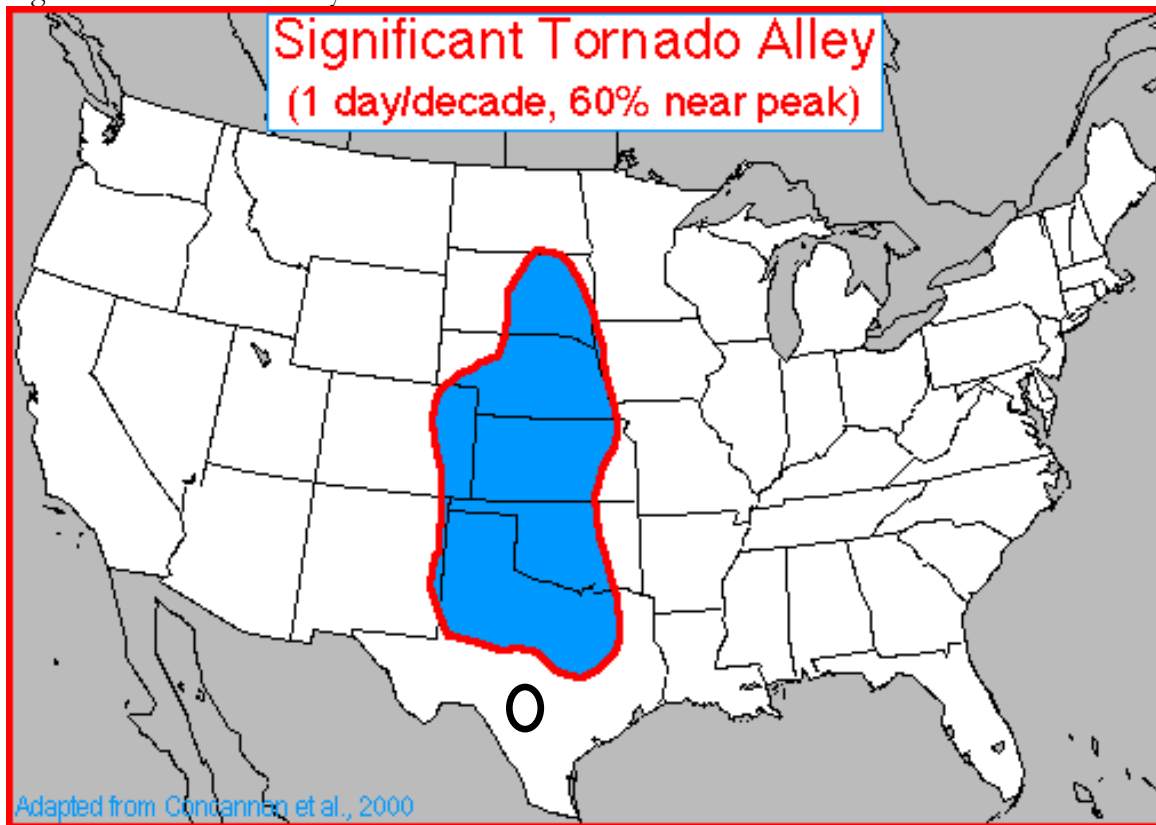 Significant Tornado Alley
(1 day/decade, 60% near peak)
Adapted from Concannon et al., 2000